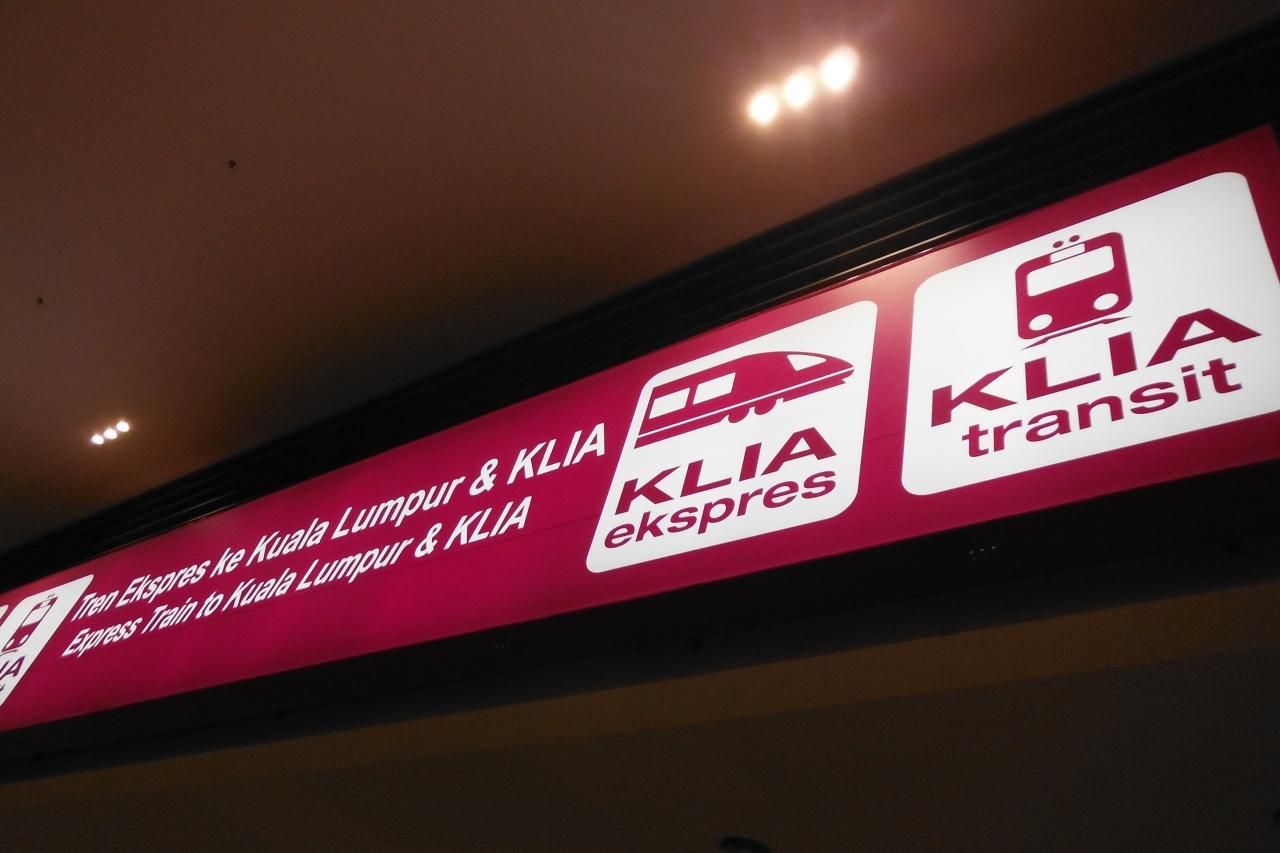 Tren Ekspres ke Kuala Lumpur & KLIA
Express Train to Kuala Lumpur & KLIA
KLIA
ekspres
KLIA
transit